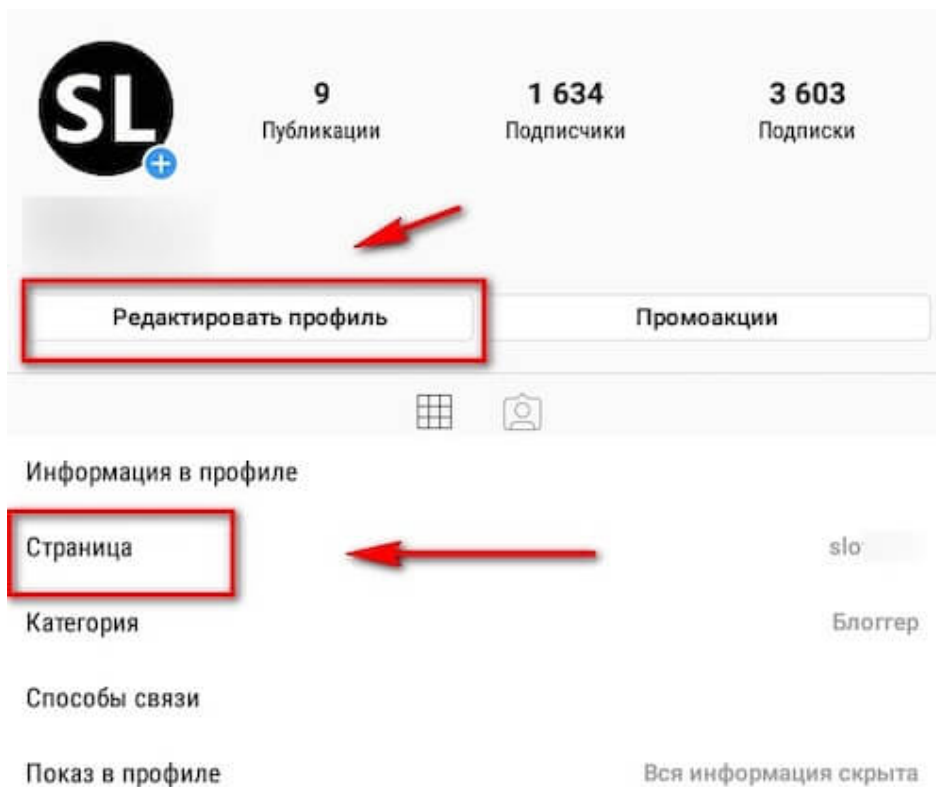 SL
9 1 634 3 603
Публикации Подписчики Подписки
Редактировать профиль Промоакции
Информация в профиле
Страница slo
Категория Блоггер
Способы связи
Показ в профиле Вся информация скрыта